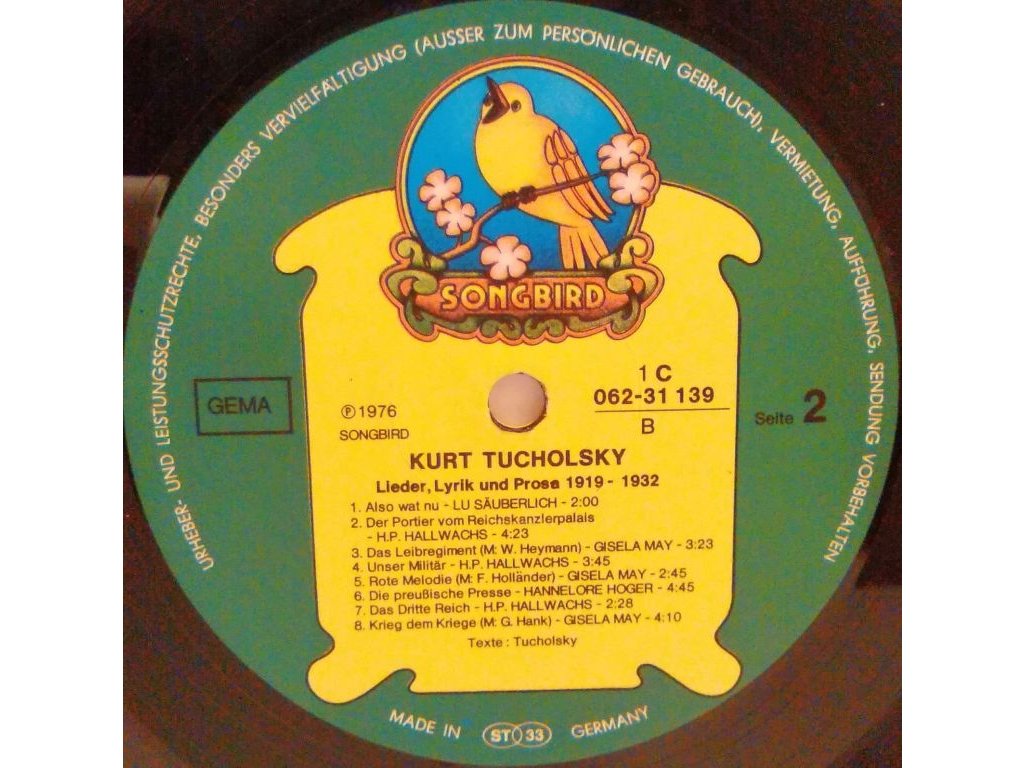 URHEBER- UND LEISTUNGSSCHUTZRECHTE, BESONDERS VERVIELFÄLTIGUNG (AUSSER ZUM PERSÖNLICHEN GEBRAUCH), VERMIETUNG, AUFFÜHRUNG, SENDUNG VORBEHALTEN
SONGBIRD
GEMA
℗ 1976
SONGBIRD
1 C
062-31 139
B
Seite 2
KURT TUCHOLSKY
Lieder, Lyrik und Prosa 1919 - 1932
1. Also wat nu - LU SÄUBERLICH - 2:00
2. Der Portier vom Reichskanzlerpalais
- H.P. HALLWACHS - 4:23
3. Das Leibregiment (M: W. Heymann) - GISELA MAY - 3:23
4. Unser Militär - H.P. HALLWACHS - 3:45
5. Rote Melodie (M: F. Holländer) - GISELA MAY - 2:45
6. Die preußische Presse - HANNELORE HOGER - 4:45
7. Das Dritte Reich - H.P. HALLWACHS - 2:28
8. Krieg dem Kriege (M: G. Hank) - GISELA MAY - 4:10
Texte : Tucholsky
MADE IN ST 33 GERMANY